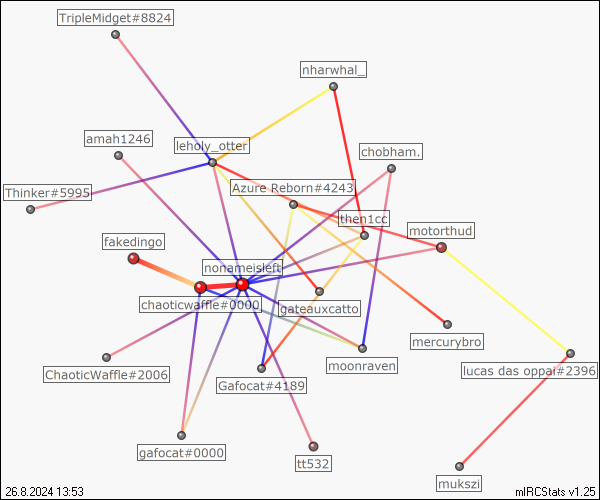 TripleMidget#8824
nharwhal_
amah1246
leholy_otter
chobham.
Thinker#5995
Azure Reborn#4243
then1cc
motorthud
fakedingo
nonameisleft
chaoticwaffle#0000
gateauxcatto
mercurybro
moonraven
lucas das oppai#2396
ChaoticWaffle#2006
Gafocat#4189
gafocat#0000
tt532
mukszi
26.8.2024 13:53
mIRCStats v1.25